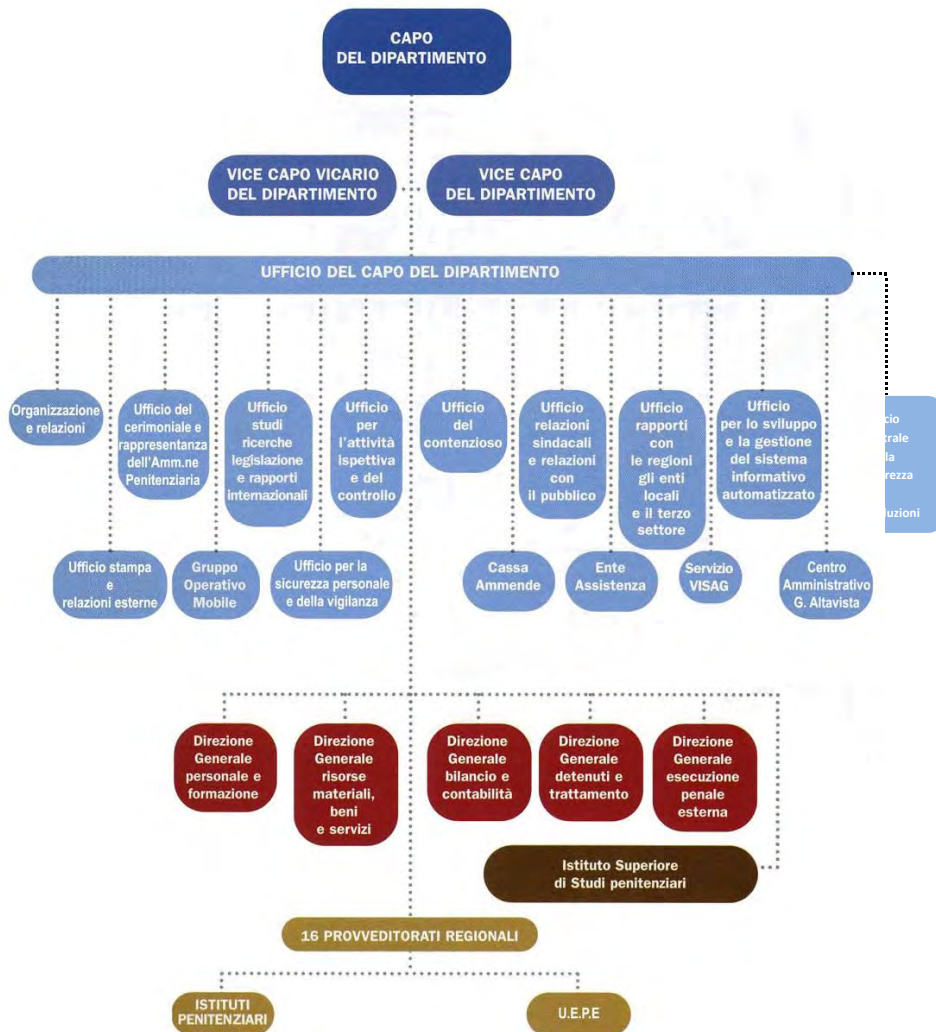 CAPO
DEL DIPARTIMENTO
VICE CAPO VICARIO
DEL DIPARTIMENTO
VICE CAPO
DEL DIPARTIMENTO
UFFICIO DEL CAPO DEL DIPARTIMENTO
Organizzazione
e relazioni
Ufficio del
cerimoniale e
rappresentanza
dell'Amm.ne
Penitenziaria
Ufficio
studi
ricerche
legislazione
e rapporti
internazionali
Ufficio
per
l'attività
ispettiva
e del
controllo
Ufficio
del
contenzioso
Ufficio
relazioni
sindacali
e relazioni
con
il pubblico
Ufficio
rapporti
con
le regioni
gli enti
locali
e il terzo
settore
Ufficio
per lo sviluppo
e la gestione
del sistema
informativo
automatizzato
Ufficio stampa
e
relazioni esterne
Gruppo
Operativo
Mobile
Ufficio per la
sicurezza personale
e della vigilanza
Cassa
Ammende
Ente
Assistenza
Servizio
VISAG
Centro
Amministrativo
G. Altavista
Direzione
Generale
personale e
formazione
Direzione
Generale
risorse
materiali,
beni
e servizi
Direzione
Generale
bilancio e
contabilità
Direzione
Generale
detenuti e
trattamento
Direzione
Generale
esecuzione
penale
esterna
Istituto Superiore
di Studi penitenziari
16 PROVVEDITORATI REGIONALI
ISTITUTI
PENITENZIARI
U.E.P.E